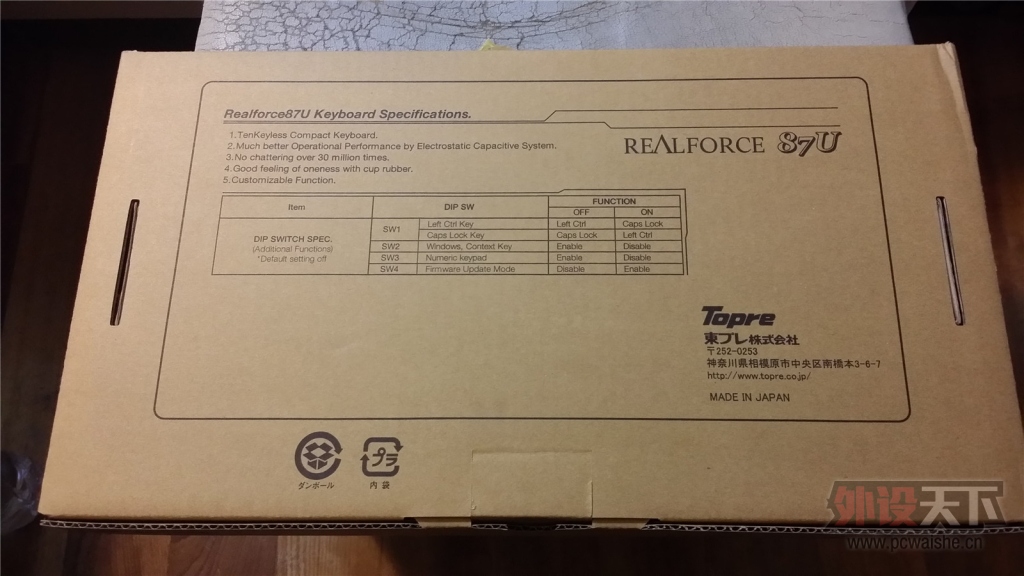 Realforce87U Keyboard Specifications.
1.TenKeyless Compact Keyboard.
2.Much better Operational Performance by Electrostatic Capacitive System.
3.No chattering over 30 million times.
4.Good feeling of oneness with cup rubber.
5.Customizable Function.
REALFORCE 87U
Item DIP SW FUNCTION
OFF ON
DIP SWITCH SPEC.
(Additional Functions)
*Default setting off
SW1 Left Ctrl Key Left Ctrl Caps Lock
Caps Lock Key Caps Lock Left Ctrl
SW2 Windows, Context Key Enable Disable
SW3 Numeric keypad Enable Disable
SW4 Firmware Update Mode Disable Enable
Topre
東プレ株式会社
〒252-0253
神奈川県相模原市中央区南橋本3-6-7
http://www.topre.co.jp/
MADE IN JAPAN
プラ
ダンボール 内 袋
外设天下
www.pcwaishe.cn